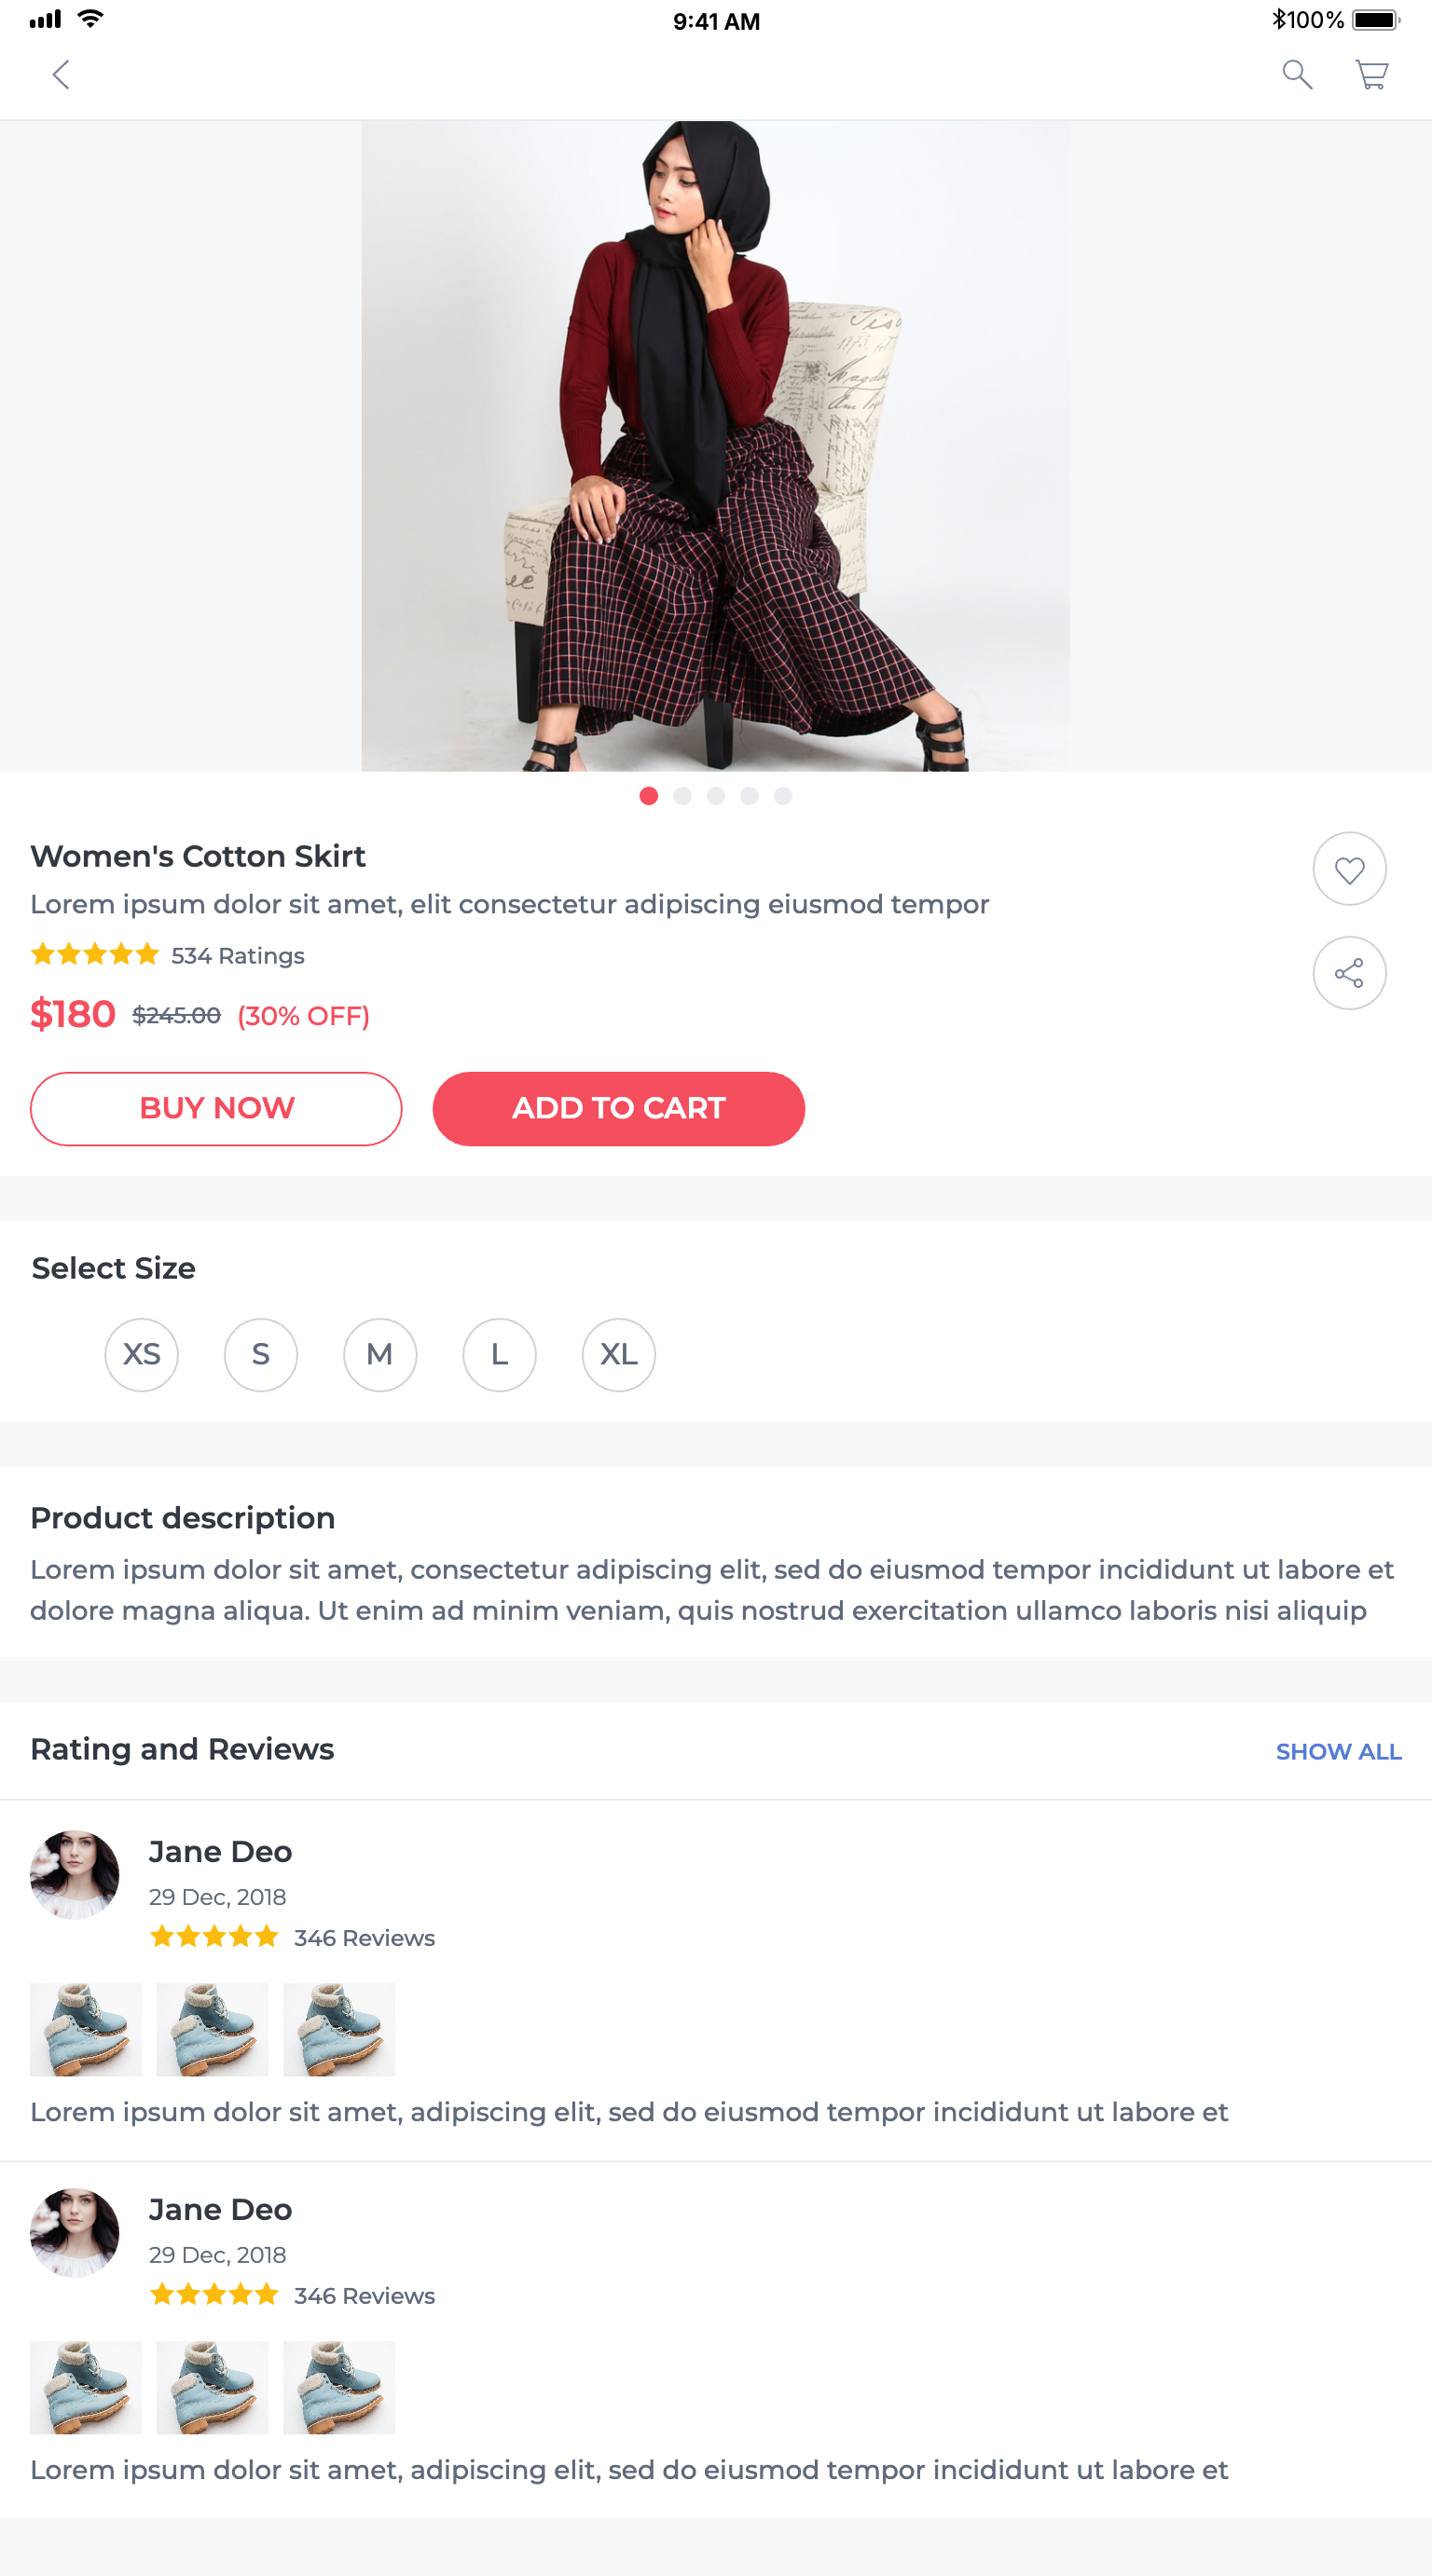 9:41 AM
100%
Women's Cotton Skirt
Lorem ipsum dolor sit amet, elit consectetur adipiscing eiusmod tempor
534 Ratings
$180 $245.00 (30% OFF)
BUY NOW ADD TO CART
Select Size
XS S M L XL
Product description
Lorem ipsum dolor sit amet, consectetur adipiscing elit, sed do eiusmod tempor incididunt ut labore et
dolore magna aliqua. Ut enim ad minim veniam, quis nostrud exercitation ullamco laboris nisi aliquip
Rating and Reviews SHOW ALL
Jane Deo
29 Dec, 2018
346 Reviews
Lorem ipsum dolor sit amet, adipiscing elit, sed do eiusmod tempor incididunt ut labore et
Jane Deo
29 Dec, 2018
346 Reviews
Lorem ipsum dolor sit amet, adipiscing elit, sed do eiusmod tempor incididunt ut labore et